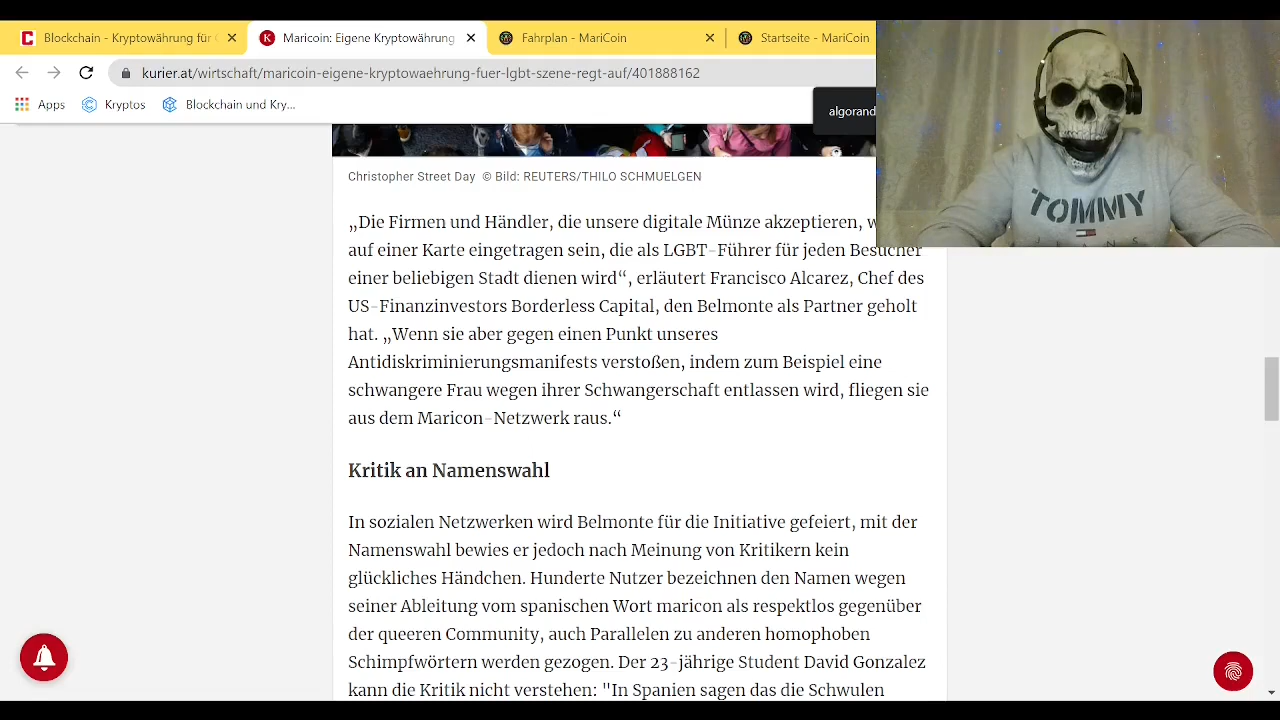 Blockchain - Kryptowährung für
Maricoin: Eigene Kryptowährung
Fahrplan - MariCoin
Startseite - MariCoin
kurier.at/wirtschaft/maricoin-eigene-kryptowaehrung-fuer-lgbt-szene-regt-auf/401888162
Apps
Kryptos
Blockchain und Kry...
algorand
TOMMY
JEANS
Christopher Street Day © Bild: REUTERS/THILO SCHMUELGEN
„Die Firmen und Händler, die unsere digitale Münze akzeptieren,
auf einer Karte eingetragen sein, die als LGBT-Führer für jeden Besucher
einer beliebigen Stadt dienen wird“, erläutert Francisco Alcarez, Chef des
US-Finanzinvestors Borderless Capital, den Belmonte als Partner geholt
hat. „Wenn sie aber gegen einen Punkt unseres
Antidiskriminierungsmanifests verstoßen, indem zum Beispiel eine
schwangere Frau wegen ihrer Schwangerschaft entlassen wird, fliegen sie
aus dem Maricon-Netzwerk raus.“
Kritik an Namenswahl
In sozialen Netzwerken wird Belmonte für die Initiative gefeiert, mit der
Namenswahl bewies er jedoch nach Meinung von Kritikern kein
glückliches Händchen. Hunderte Nutzer bezeichnen den Namen wegen
seiner Ableitung vom spanischen Wort maricon als respektlos gegenüber
der queeren Community, auch Parallelen zu anderen homophoben
Schimpfwörtern werden gezogen. Der 23-jährige Student David Gonzalez
kann die Kritik nicht verstehen: "In Spanien sagen das die Schwulen